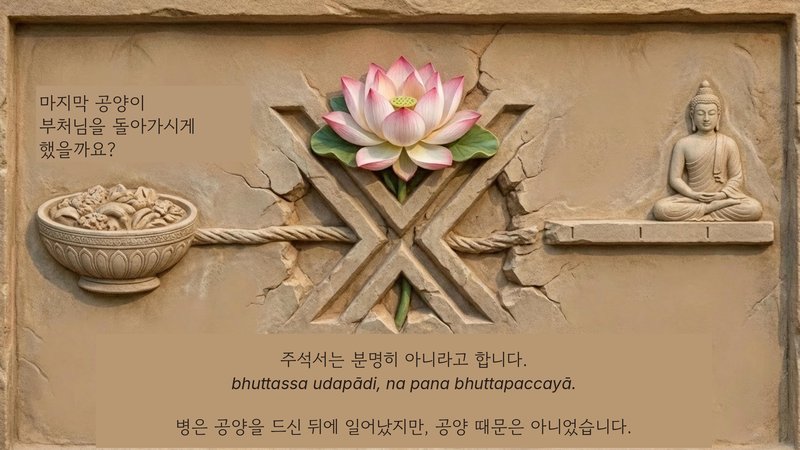 마지막 공양이
부처님을 돌아가시게
했을까요?
주석서는 분명히 아니라고 합니다.
bhuttassa udapādi, na pana bhuttapaccayā.
병은 공양을 드신 뒤에 일어났지만, 공양 때문은 아니었습니다.